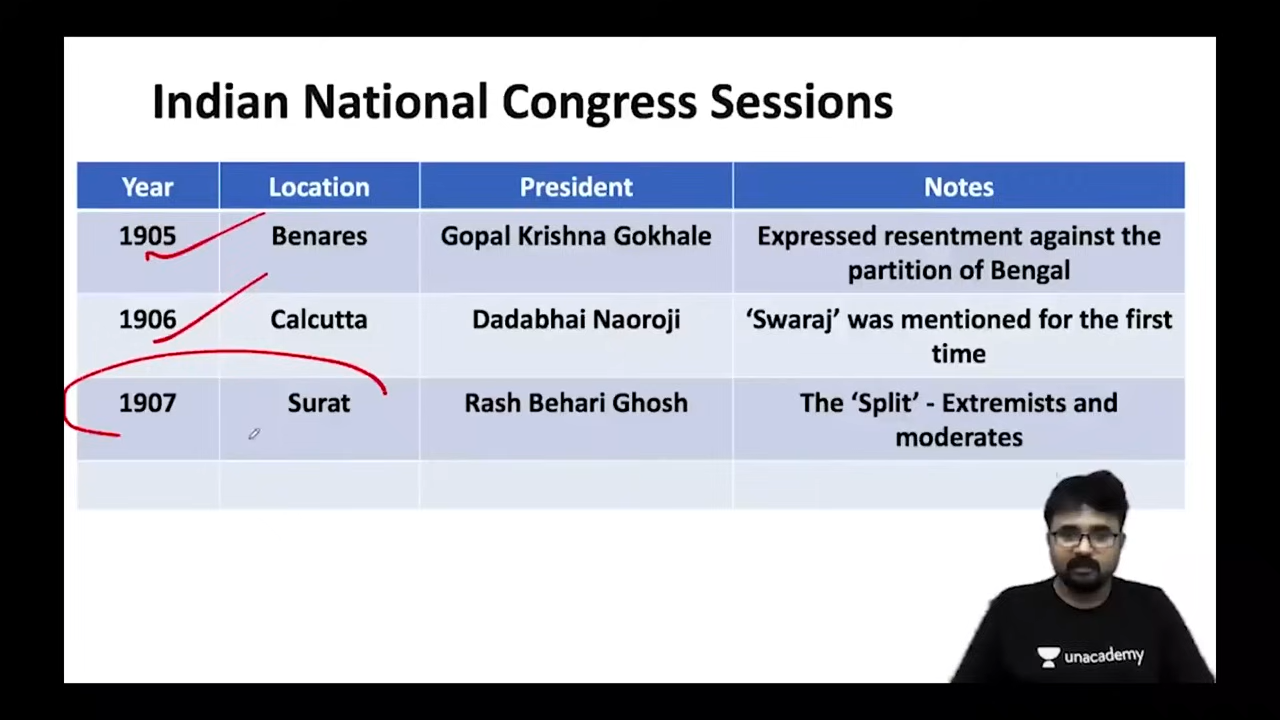 Indian National Congress Sessions
Year Location President Notes
1905 Benares Gopal Krishna Gokhale Expressed resentment against the
partition of Bengal
1906 Calcutta Dadabhai Naoroji ‘Swaraj’ was mentioned for the first
time
1907 Surat Rash Behari Ghosh The ‘Split’ - Extremists and
moderates
unacademy